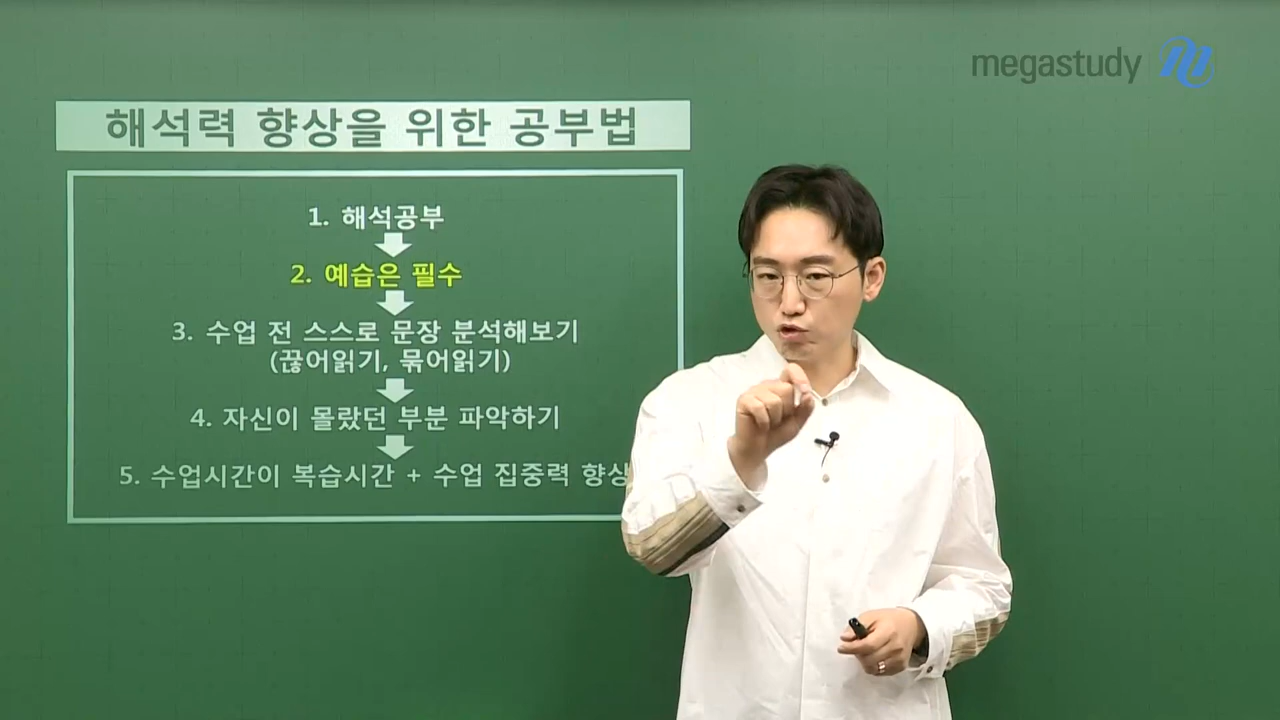 megastudy
해석력 향상을 위한 공부법
1. 해석공부
2. 예습은 필수
3. 수업 전 스스로 문장 분석해보기
(끊어읽기, 묶어읽기)
4. 자신이 몰랐던 부분 파악하기
5. 수업시간이 복습시간 + 수업 집중력 향상